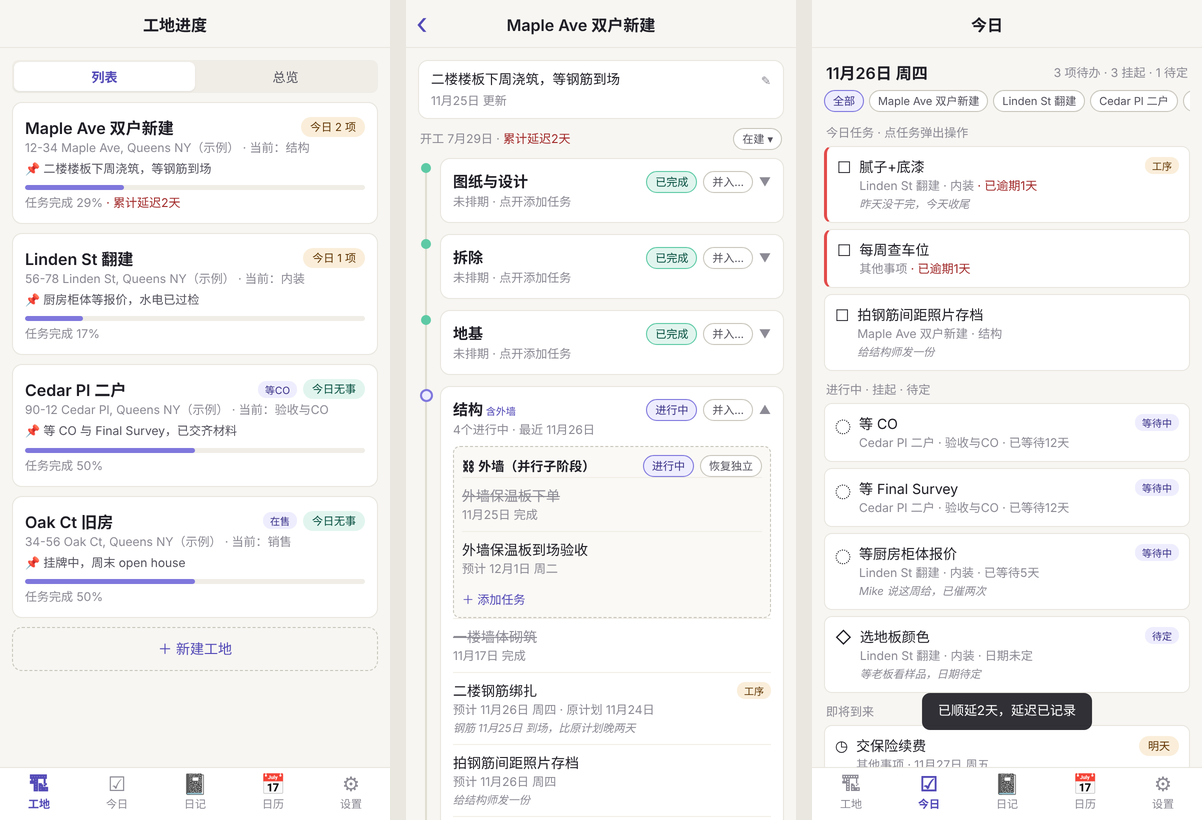 工地进度
列表
总览
Maple Ave 双户新建
今日 2 项
12-34 Maple Ave, Queens NY（示例） · 当前：结构
📌 二楼楼板下周浇筑，等钢筋到场
任务完成 29% · 累计延迟2天
Linden St 翻建
今日 1 项
56-78 Linden St, Queens NY（示例） · 当前：内装
📌 厨房柜体等报价，水电已过检
任务完成 17%
Cedar Pl 二户
等CO
今日无事
90-12 Cedar Pl, Queens NY（示例） · 当前：验收与CO
📌 等 CO 与 Final Survey，已交齐材料
任务完成 50%
Oak Ct 旧房
在售
今日无事
34-56 Oak Ct, Queens NY（示例） · 当前：销售
📌 挂牌中，周末 open house
任务完成 50%
+ 新建工地
工地
今日
日记
July 17
日历
设置
Maple Ave 双户新建
二楼楼板下周浇筑，等钢筋到场
11月25日 更新
开工 7月29日 · 累计延迟2天
在建 ▾
图纸与设计
已完成
并入…
未排期 · 点开添加任务
拆除
已完成
并入…
未排期 · 点开添加任务
地基
已完成
并入…
未排期 · 点开添加任务
结构 含外墙
进行中
并入…
4个进行中 · 最近 11月26日
⛓ 外墙（并行子阶段）
进行中
恢复独立
外墙保温板下单
11月25日 完成
外墙保温板到场验收
预计 12月1日 周二
+ 添加任务
一楼墙体砌筑
11月17日 完成
二楼钢筋绑扎
工序
预计 11月26日 周四 · 原计划 11月24日
钢筋 11月25日 到场，比原计划晚两天
拍钢筋间距照片存档
预计 11月26日 周四
给结构师发一份
今日
11月26日 周四
3 项待办 · 3 挂起 · 1 待定
全部
Maple Ave 双户新建
Linden St 翻建
Cedar Pl 二户
今日任务 · 点任务弹出操作
腻子+底漆
工序
Linden St 翻建 · 内装 · 已逾期1天
昨天没干完，今天收尾
每周查车位
其他事项 · 已逾期1天
拍钢筋间距照片存档
Maple Ave 双户新建 · 结构
给结构师发一份
进行中 · 挂起 · 待定
等 CO
等待中
Cedar Pl 二户 · 验收与CO · 已等待12天
等 Final Survey
等待中
Cedar Pl 二户 · 验收与CO · 已等待12天
等厨房柜体报价
等待中
Linden St 翻建 · 内装 · 已等待5天
Mike 说这周给，已催两次
选地板颜色
待定
Linden St 翻建 · 内装 · 日期未定
等老板看样品，日期待定
即将到来
已顺延2天，延迟已记录
交保险续费
明天
其他事项 · 11月27日 周五
工地
今日
日记
July 17
日历
设置